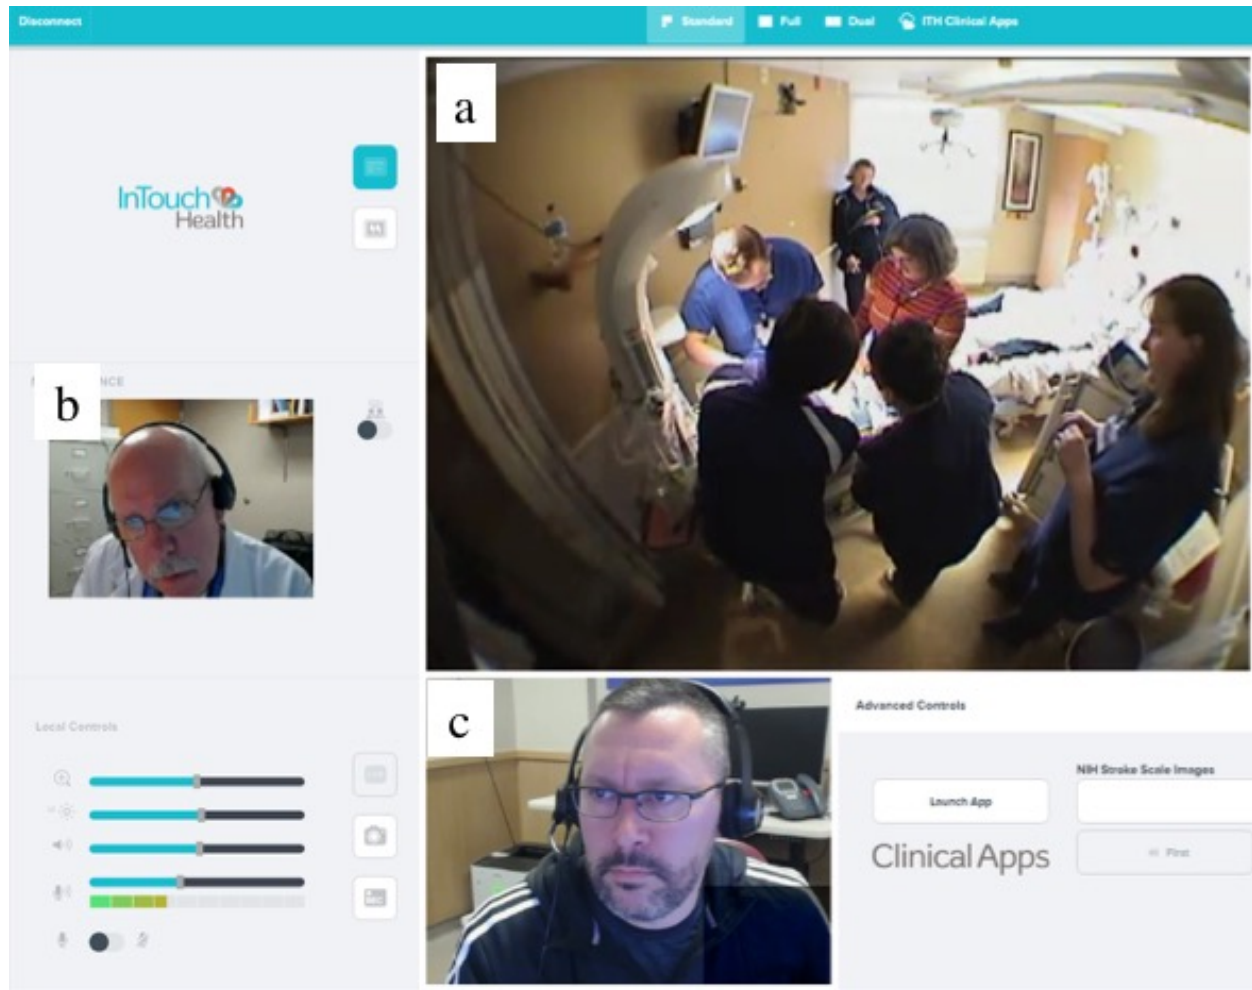 Disconnect
Standard
Full
Dual
ITH Clinical Apps
a
InTouch
Health
b
c
Local Controls
Advanced Controls
NIH Stroke Scale Images
Launch App
First
Clinical Apps